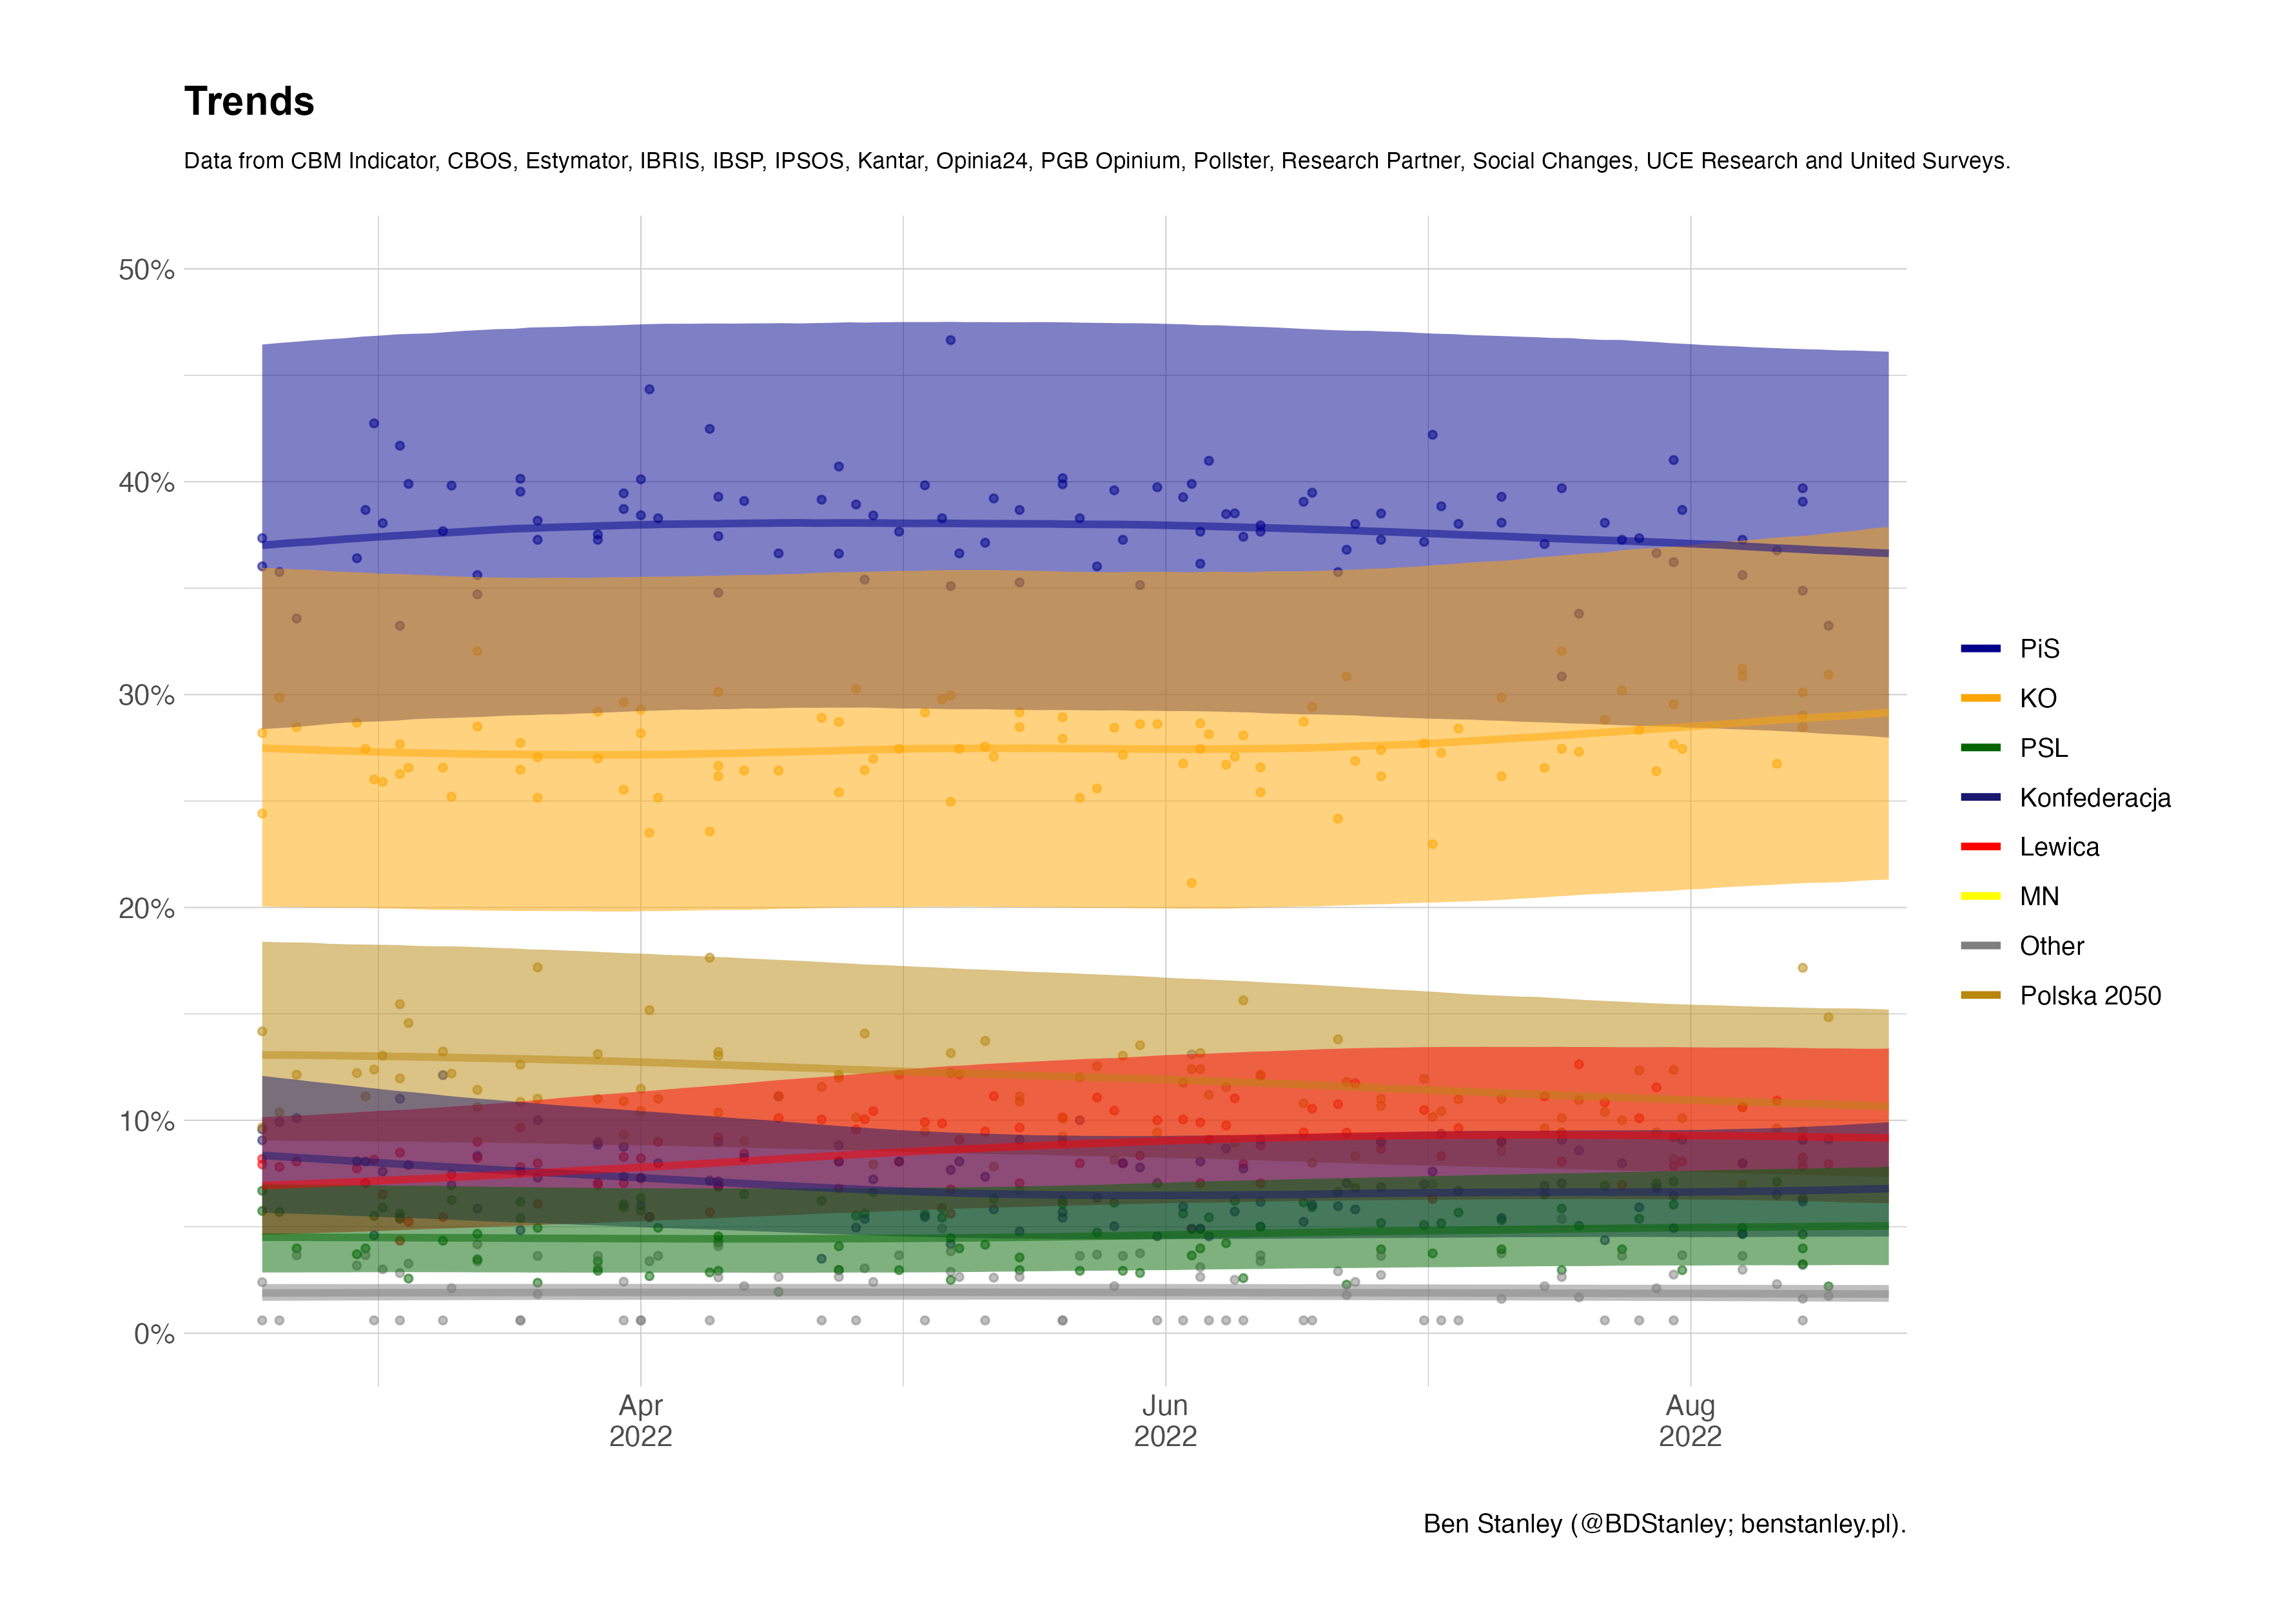 Trends
Data from CBM Indicator, CBOS, Estymator, IBRIS, IBSP, IPSOS, Kantar, Opinia24, PGB Opinium, Pollster, Research Partner, Social Changes, UCE Research and United Surveys.
50%
40%
30%
20%
10%
0%
Apr
2022
Jun
2022
Aug
2022
PiS
KO
PSL
Konfederacja
Lewica
MN
Other
Polska 2050
Ben Stanley (@BDStanley; benstanley.pl).